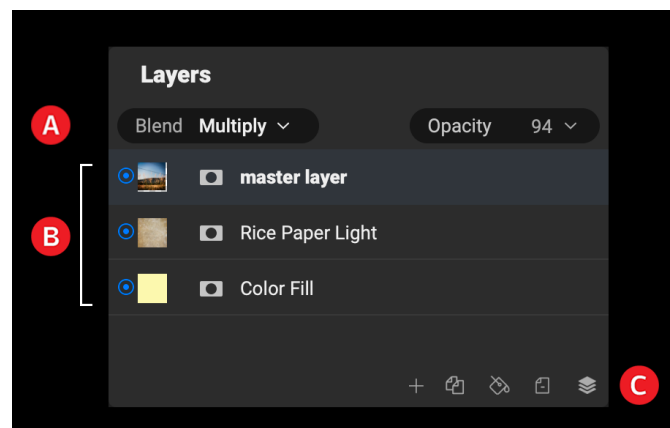 Layers
A
Blend Multiply
Opacity 94
master layer
B
Rice Paper Light
Color Fill
C